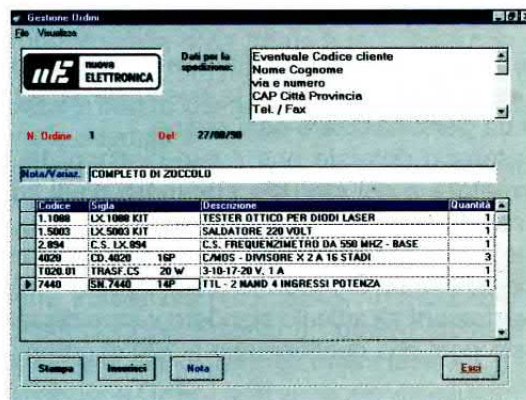 Gestione Ordini
File Visualizza
nE nuova ELETTRONICA
Dati per la spedizione:
Eventuale Codice cliente
Nome Cognome
via e numero
CAP Città Provincia
Tel. / Fax
N. Ordine 1 Del: 27/08/98
Nota/Variaz. COMPLETO DI ZOCCOLO
Codice Sigla Descrizione Quantità
1.1088 LX.1088 KIT TESTER OTTICO PER DIODI LASER 1
1.5003 LX.5003 KIT SALDATORE 220 VOLT 1
2.894 C.S. LX.894 C.S. FREQUENZIMETRO DA 550 MHZ - BASE 1
4020 CD.4020 16P C/MOS - DIVISORE X 2 A 16 STADI 3
T020.01 TRASF.CS 20 W 3-10-17-20 V. 1 A 1
7440 SN.7440 14P TTL - 2 NAND 4 INGRESSI POTENZA 1
Stampa Inserisci Nota Esci